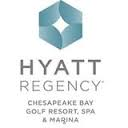 HYATT
REGENCY®
CHESAPEAKE BAY
GOLF RESORT, SPA
& MARINA